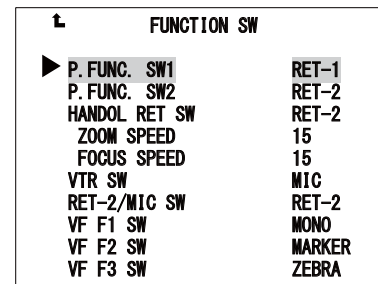 FUNCTION SW
P.FUNC. SW1 RET-1
P.FUNC. SW2 RET-2
HANDOL RET SW RET-2
ZOOM SPEED 15
FOCUS SPEED 15
VTR SW MIC
RET-2/MIC SW RET-2
VF F1 SW MONO
VF F2 SW MARKER
VF F3 SW ZEBRA